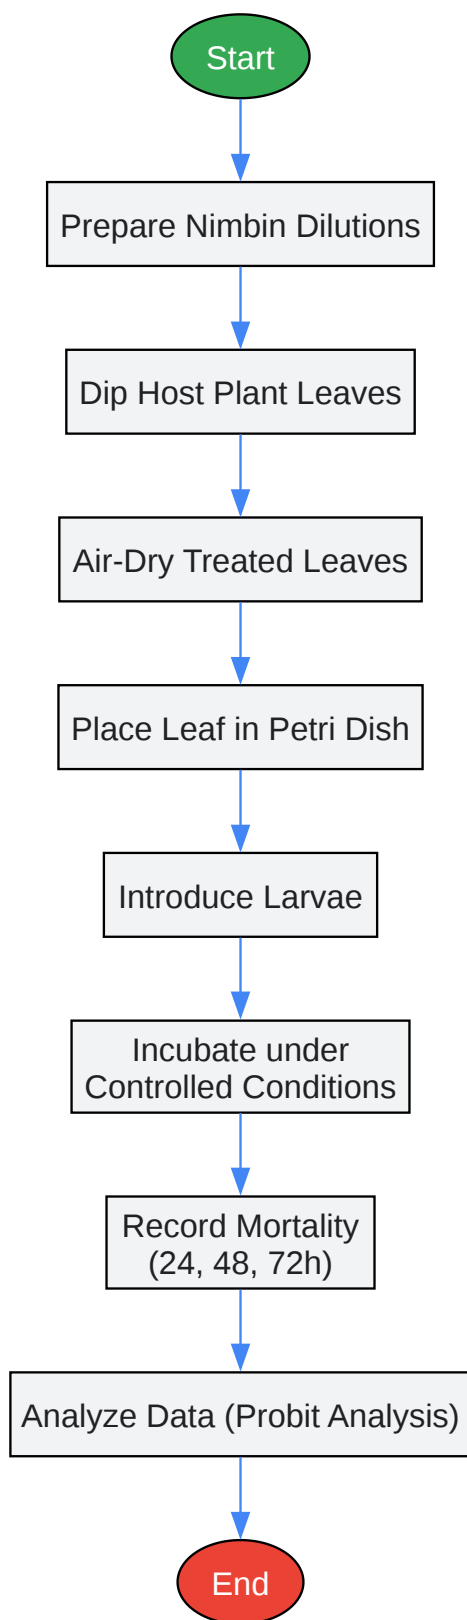 Start
Prepare Nimbin Dilutions
Dip Host Plant Leaves
Air-Dry Treated Leaves
Place Leaf in Petri Dish
Introduce Larvae
Incubate under
Controlled Conditions
Record Mortality
(24, 48, 72h)
Analyze Data (Probit Analysis)
End